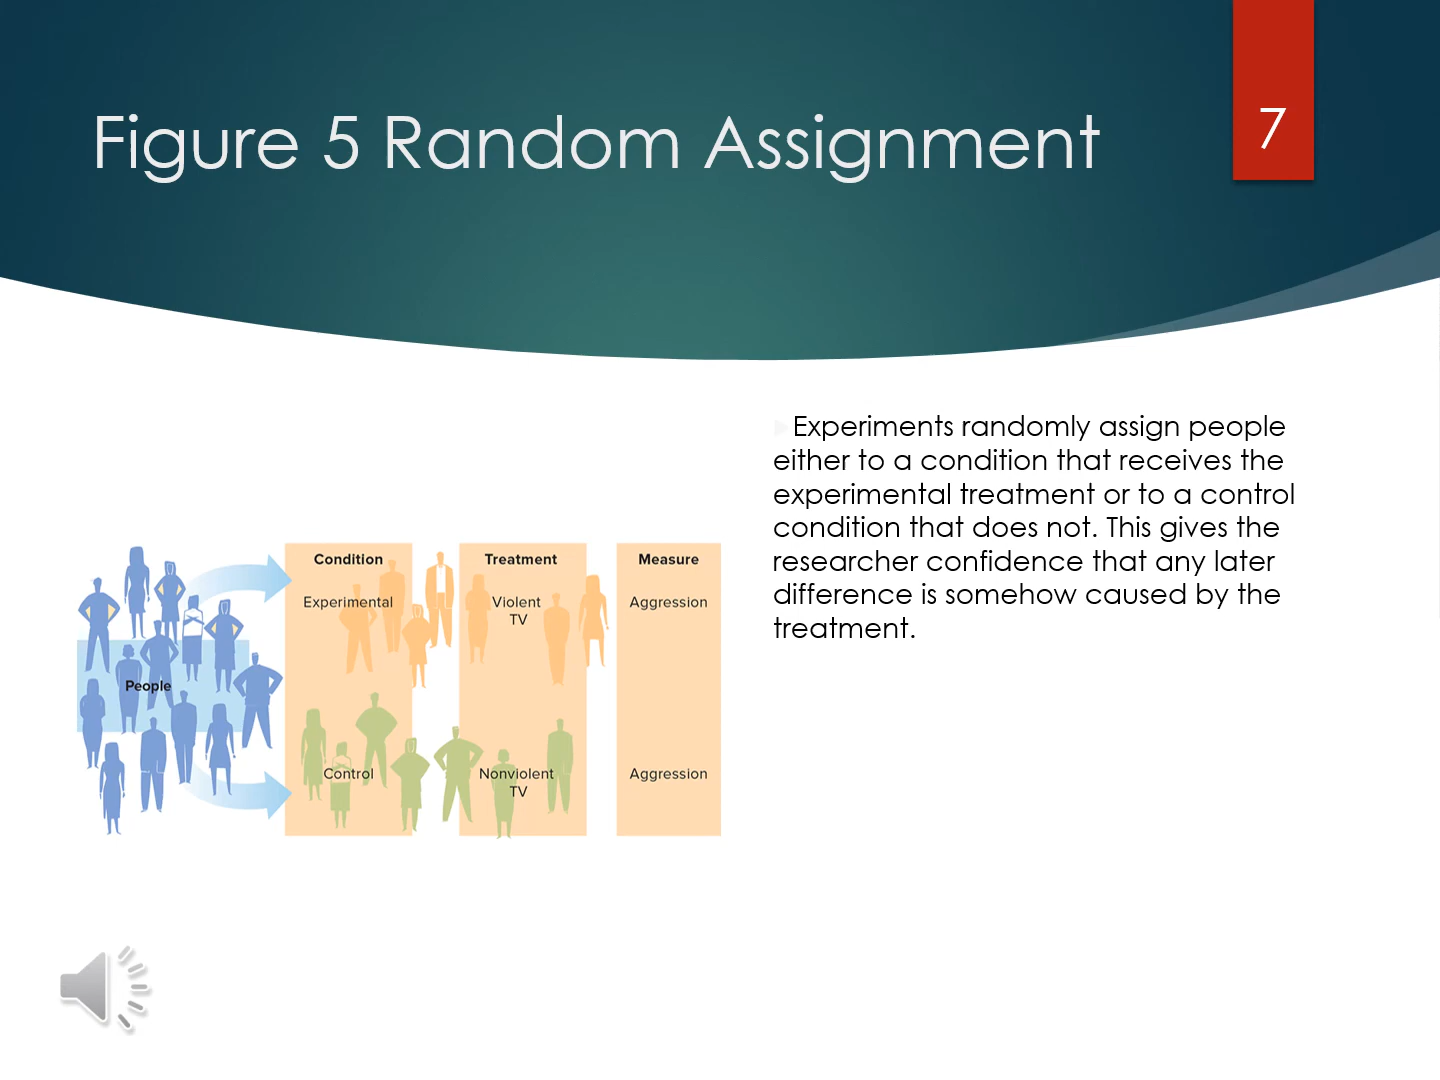 Figure 5 Random Assignment
7
Experiments randomly assign people
either to a condition that receives the
experimental treatment or to a control
condition that does not. This gives the
researcher confidence that any later
difference is somehow caused by the
treatment.
Condition Treatment Measure
Experimental Violent TV Aggression
People
Control Nonviolent TV Aggression